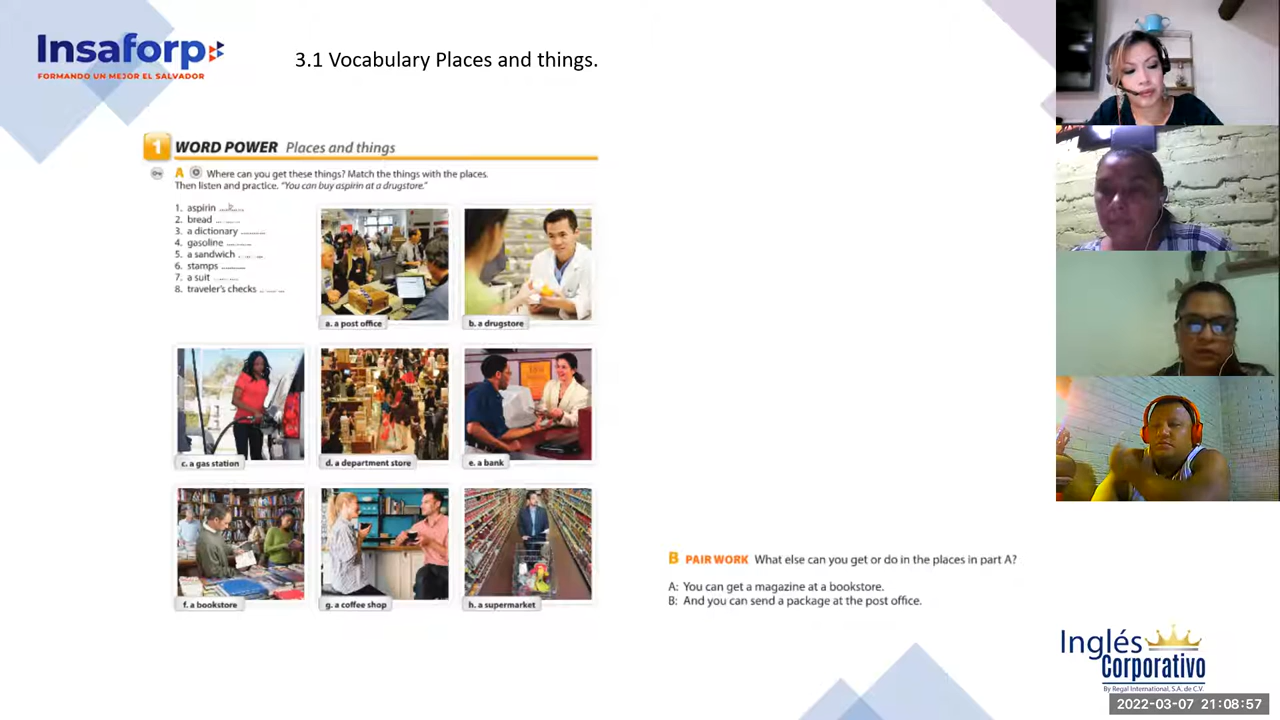 Insaforp
FORMANDO UN MEJOR EL SALVADOR
3.1 Vocabulary Places and things.
1 WORD POWER Places and things
A Where can you get these things? Match the things with the places.
Then listen and practice. "You can buy aspirin at a drugstore."
1. aspirin ..........
2. bread ..........
3. a dictionary ..........
4. gasoline ..........
5. a sandwich ..........
6. stamps ..........
7. a suit ..........
8. traveler's checks ..........
a. a post office
b. a drugstore
c. a gas station
d. a department store
e. a bank
f. a bookstore
g. a coffee shop
h. a supermarket
B PAIR WORK What else can you get or do in the places in part A?
A: You can get a magazine at a bookstore.
B: And you can send a package at the post office.
Inglés
Corporativo
By Regal International, S.A. de C.V.
2022-03-07 21:08:57